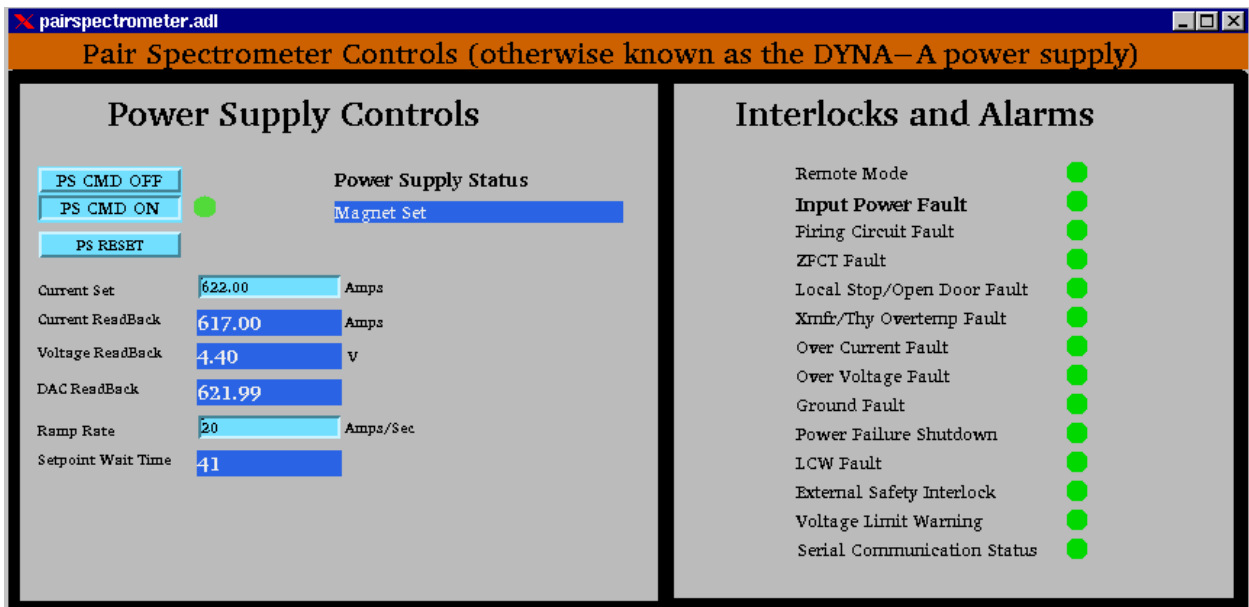 pairspectrometer.adl
Pair Spectrometer Controls (otherwise known as the DYNA-A power supply)
Power Supply Controls
PS CMD OFF
PS CMD ON
PS RESET
Power Supply Status
Magnet Set
Current Set 622.00 Amps
Current ReadBack 617.00 Amps
Voltage ReadBack 4.40 V
DAC ReadBack 621.99
Ramp Rate 20 Amps/Sec
Setpoint Wait Time 41
Interlocks and Alarms
Remote Mode
Input Power Fault
Firing Circuit Fault
ZFCT Fault
Local Stop/Open Door Fault
Xmfr/Thy Overtemp Fault
Over Current Fault
Over Voltage Fault
Ground Fault
Power Failure Shutdown
LCW Fault
External Safety Interlock
Voltage Limit Warning
Serial Communication Status